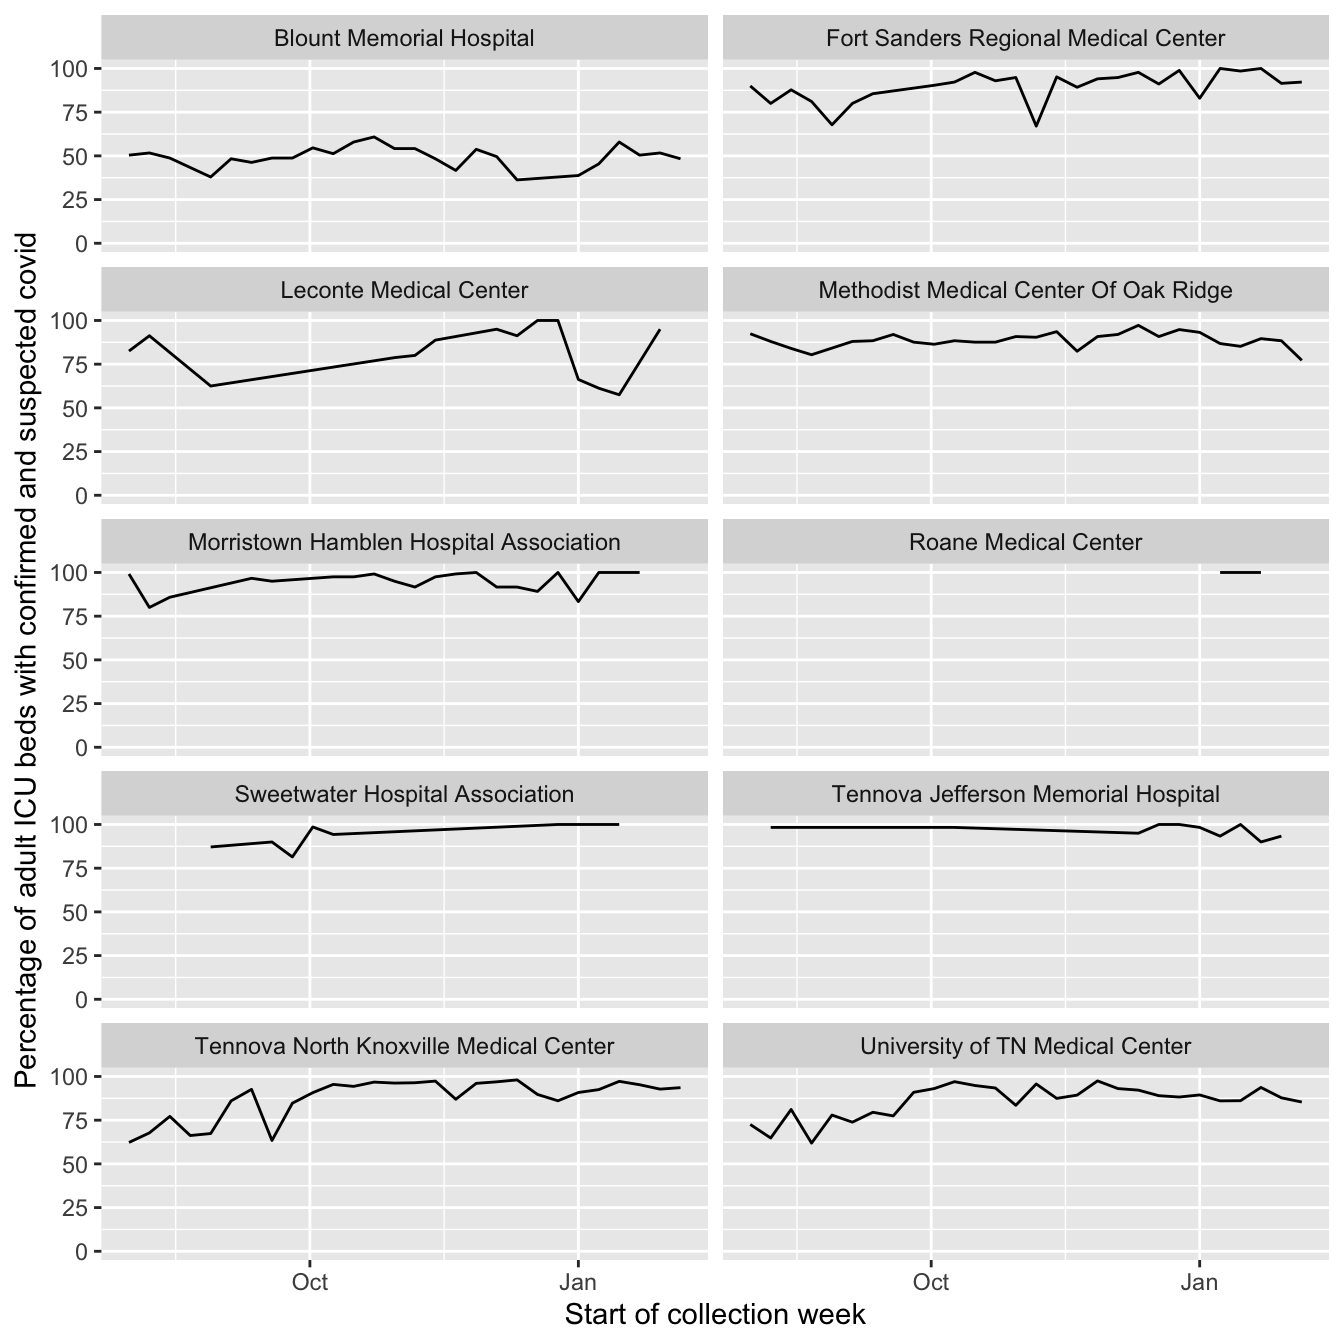 Blount Memorial Hospital
Fort Sanders Regional Medical Center
100
75
50
25
0
Leconte Medical Center
Methodist Medical Center Of Oak Ridge
100
75
50
25
0
Morristown Hamblen Hospital Association
Roane Medical Center
100
75
50
25
0
Sweetwater Hospital Association
Tennova Jefferson Memorial Hospital
100
75
50
25
0
Tennova North Knoxville Medical Center
University of TN Medical Center
100
75
50
25
0
Oct
Jan
Oct
Jan
Start of collection week
Percentage of adult ICU beds with confirmed and suspected covid